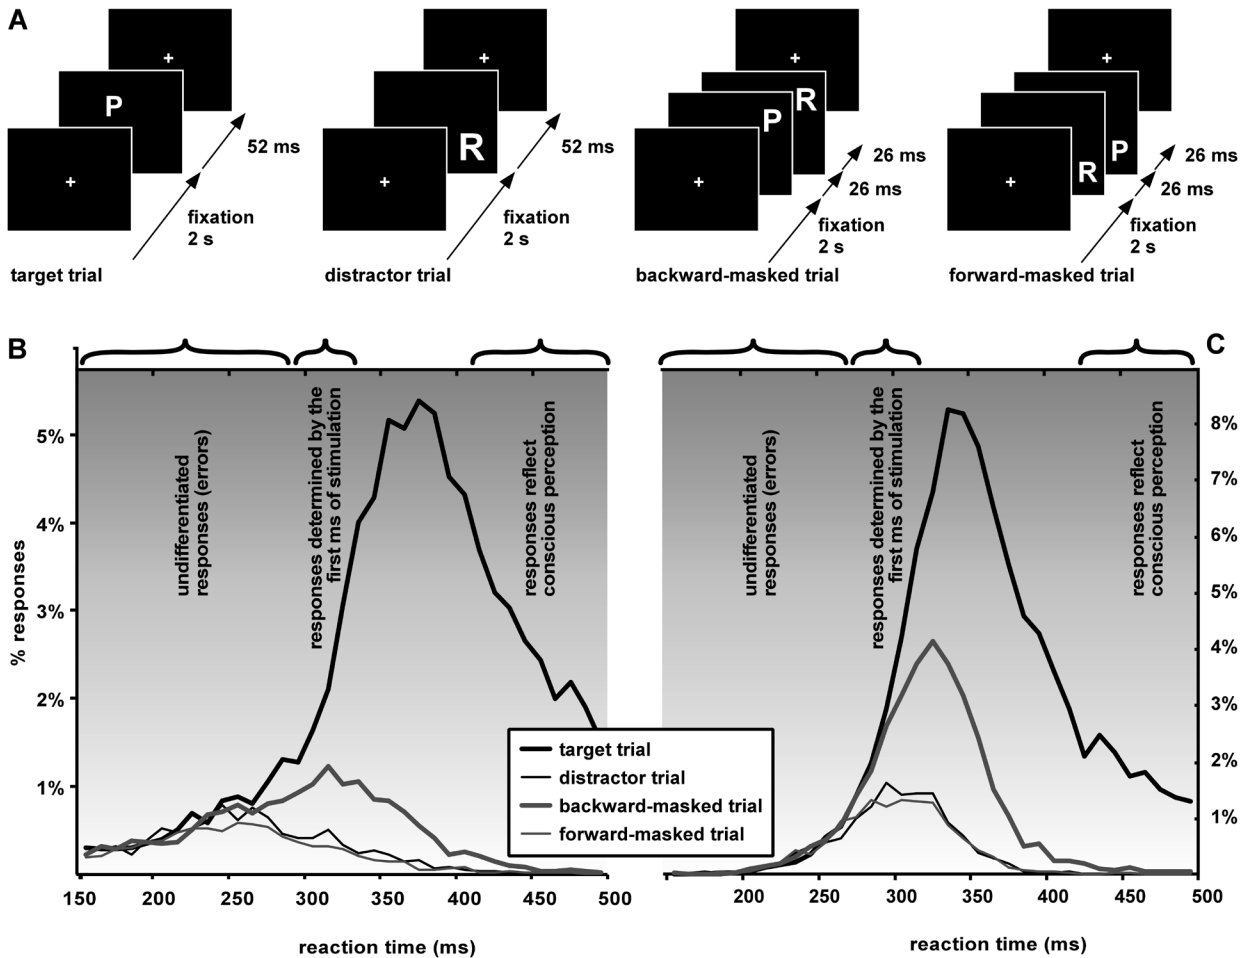 A
+
P
+
52 ms
fixation
2 s
target trial
+
R
+
52 ms
fixation
2 s
distractor trial
+
R
P
+
26 ms
26 ms
fixation
2 s
backward-masked trial
+
P
R
+
26 ms
26 ms
fixation
2 s
forward-masked trial
B
undifferentiated
responses (errors)
responses determined by the
first ms of stimulation
responses reflect
conscious perception
5%
4%
3%
2%
1%
% responses
150 200 250 300 350 400 450 500
reaction time (ms)
target trial
distractor trial
backward-masked trial
forward-masked trial
C
undifferentiated
responses (errors)
responses determined by the
first ms of stimulation
responses reflect
conscious perception
8%
7%
6%
5%
4%
3%
2%
1%
200 250 300 350 400 450 500
reaction time (ms)